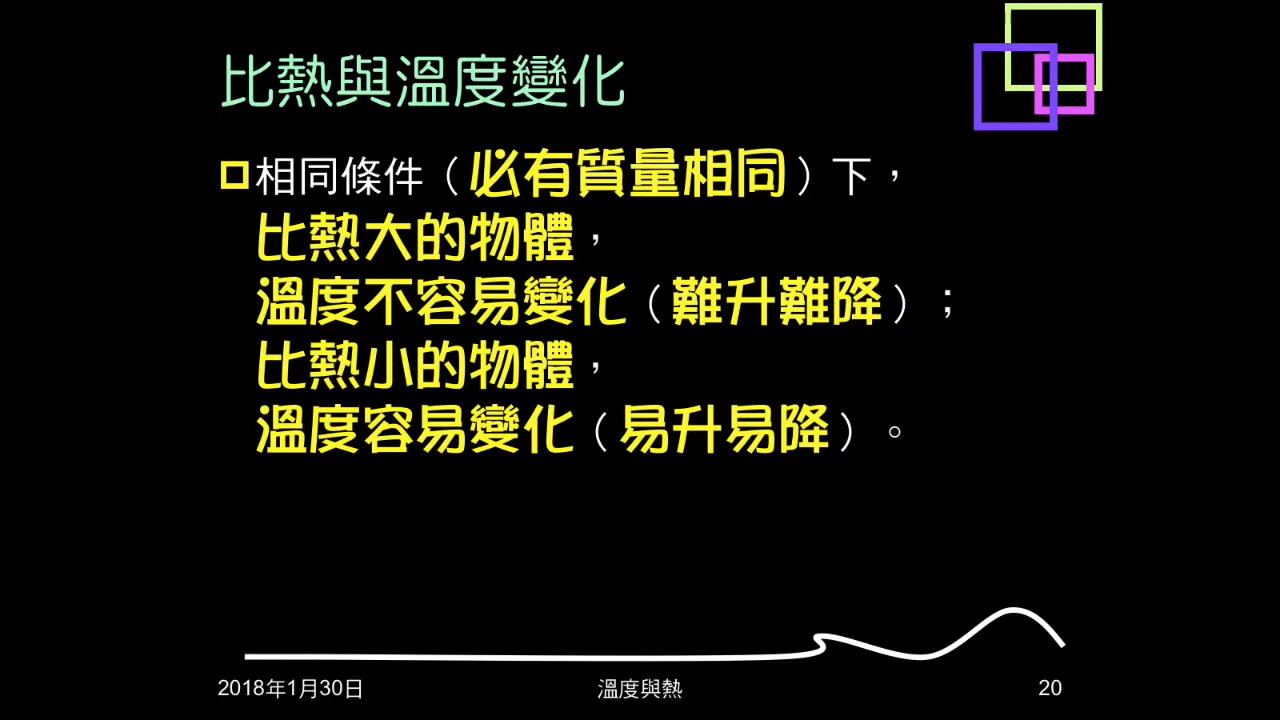 比熱與溫度變化
相同條件（必有質量相同）下，
比熱大的物體，
溫度不容易變化（難升難降）；
比熱小的物體，
溫度容易變化（易升易降）。
2018年1月30日
溫度與熱
20